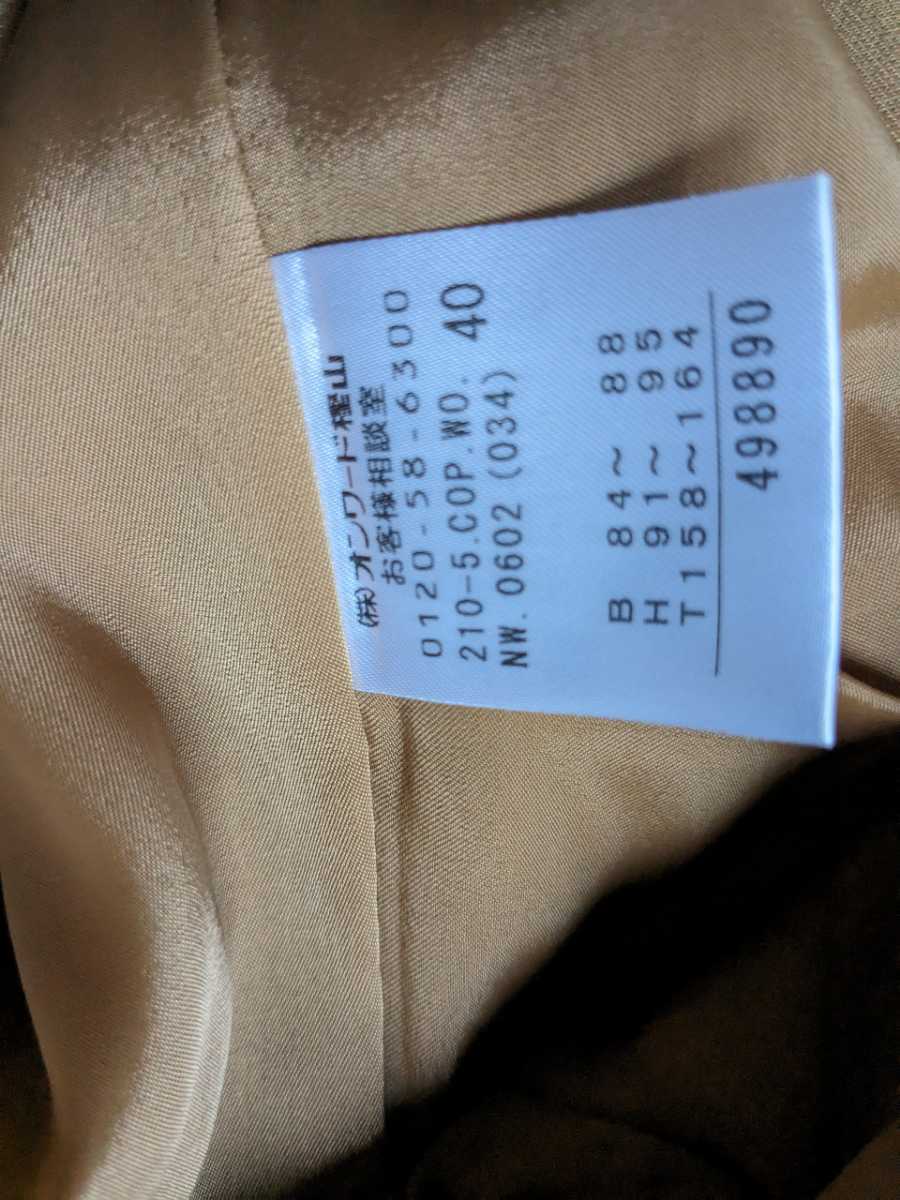 (株)オンワード樫山
お客様相談室
0120-58-6300
210-5.COP.WO. 40
NW.0602(034)
B 84~ 88
H 91~ 95
T158~164
498890